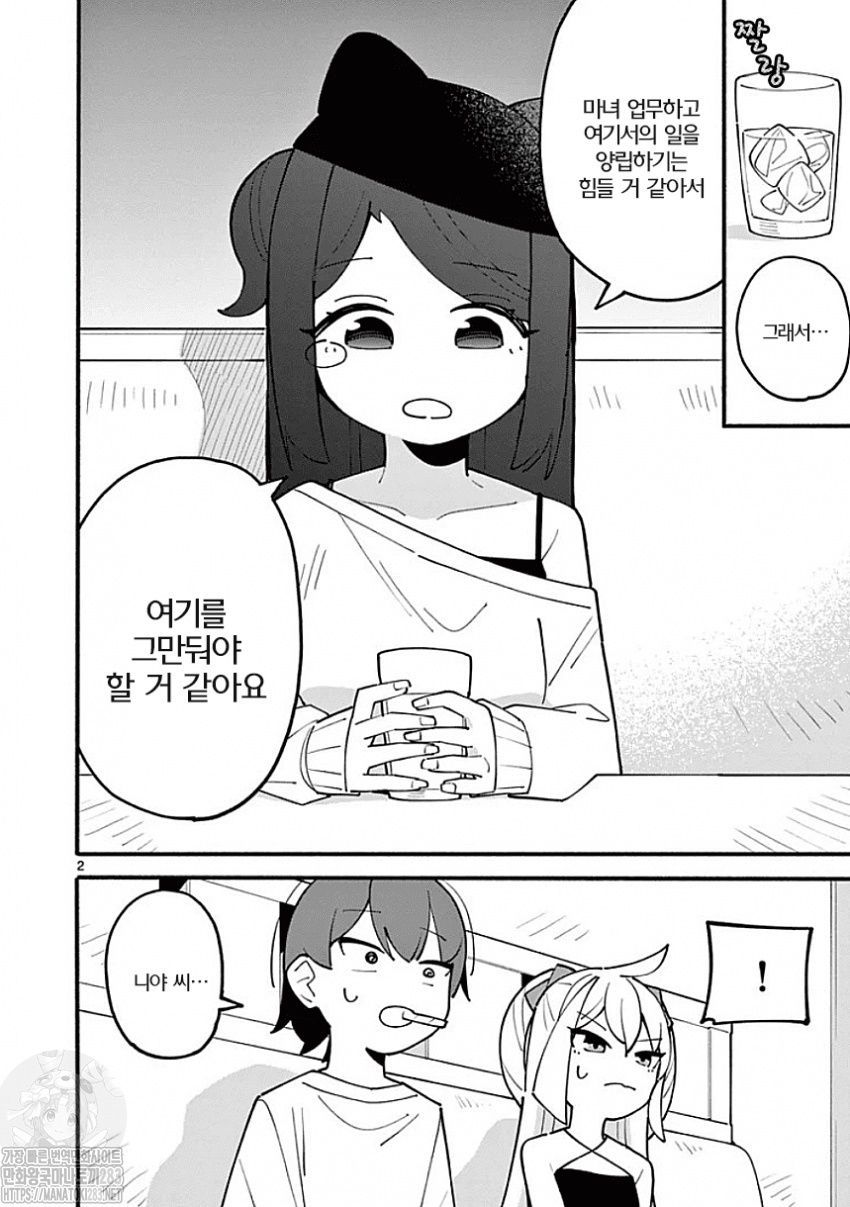 짤
랑
그래서…
마녀 업무하고
여기서의 일을
양립하기는
힘들 거 같아서
여기를
그만둬야
할 거 같아요
2
!
니야 씨…
가장 빠른 번역만화사이트
만화왕국마나토끼283
HTTPS://MANATOKI283.NET